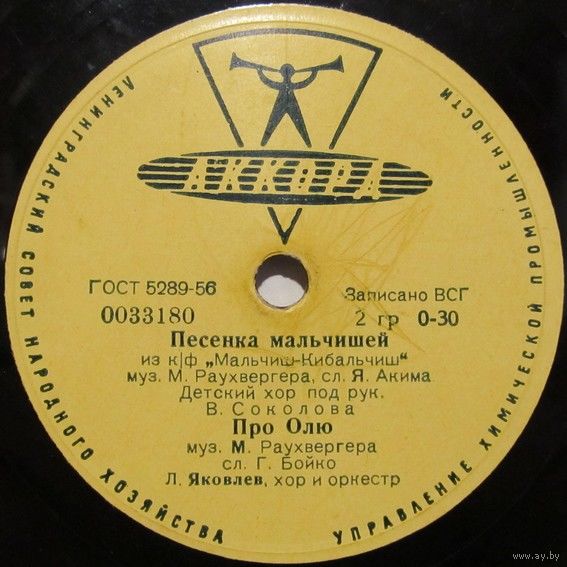 ЛЕНИНГРАДСКИЙ СОВЕТ НАРОДНОГО ХОЗЯЙСТВА
УПРАВЛЕНИЕ ХИМИЧЕСКОЙ ПРОМЫШЛЕННОСТИ
АККОРД
ГОСТ 5289-56
Записано ВСГ
0033180
2 гр 0-30
Песенка мальчишей
из к/ф „Мальчиш-Кибальчиш“
муз. М. Раухвергера, сл. Я. Акима
Детский хор под рук.
В. Соколова
Про Олю
муз. М. Раухвергера
сл. Г. Бойко
Л. Яковлев, хор и оркестр
www.ay.by